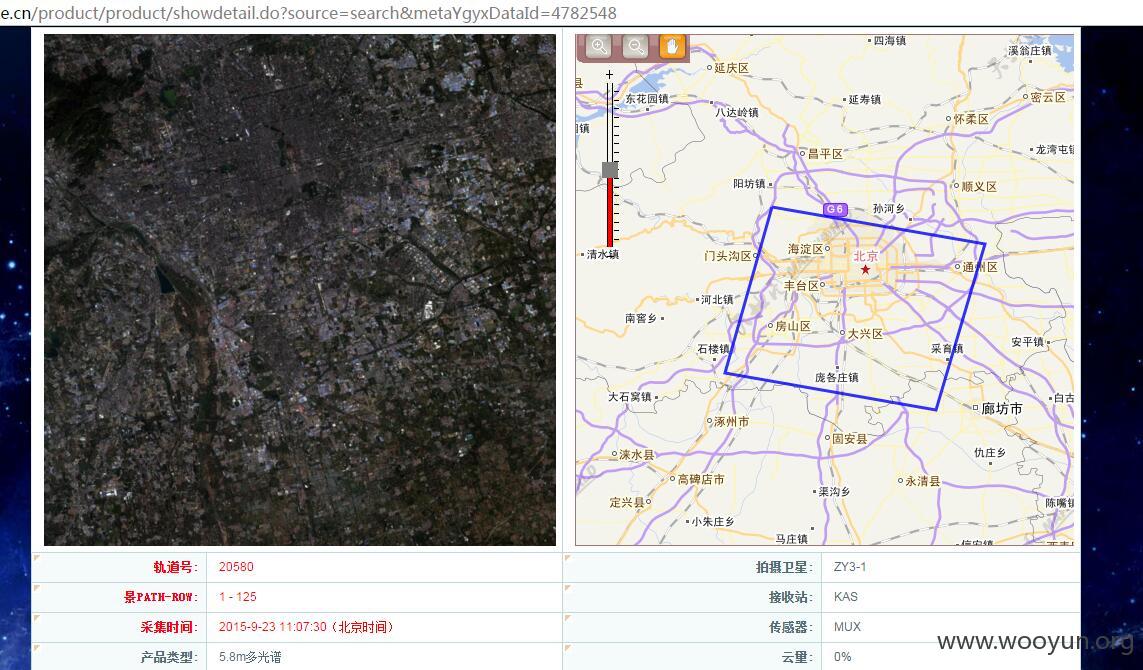 e.cn/product/product/showdetail.do?source=search&metaYgyxDataId=4782548
四海镇
溪翁庄镇
延庆区
县
东花园镇
延寿镇
密云区
八达岭镇
怀柔区
镇
龙湾屯镇
昌平区
阳坊镇
顺义区
G6
孙河乡
海淀区
北京
清水镇
门头沟区
通州区
丰台区
河北镇
南窖乡
房山区
大兴区
安平镇
石楼镇
采育镇
庞各庄镇
大石窝镇
白古
廊坊市
涿州市
固安县
涞水县
仇庄乡
高碑店市
渠沟乡
永清县
定兴县
陈嘴镇
小朱庄乡
马庄镇
信安镇
+
轨道号: 20580
拍摄卫星: ZY3-1
景PATH-ROW: 1 - 125
接收站: KAS
采集时间: 2015-9-23 11:07:30（北京时间）
传感器: MUX
产品类型: 5.8m多光谱
云量: 0%
www.wooyun.org